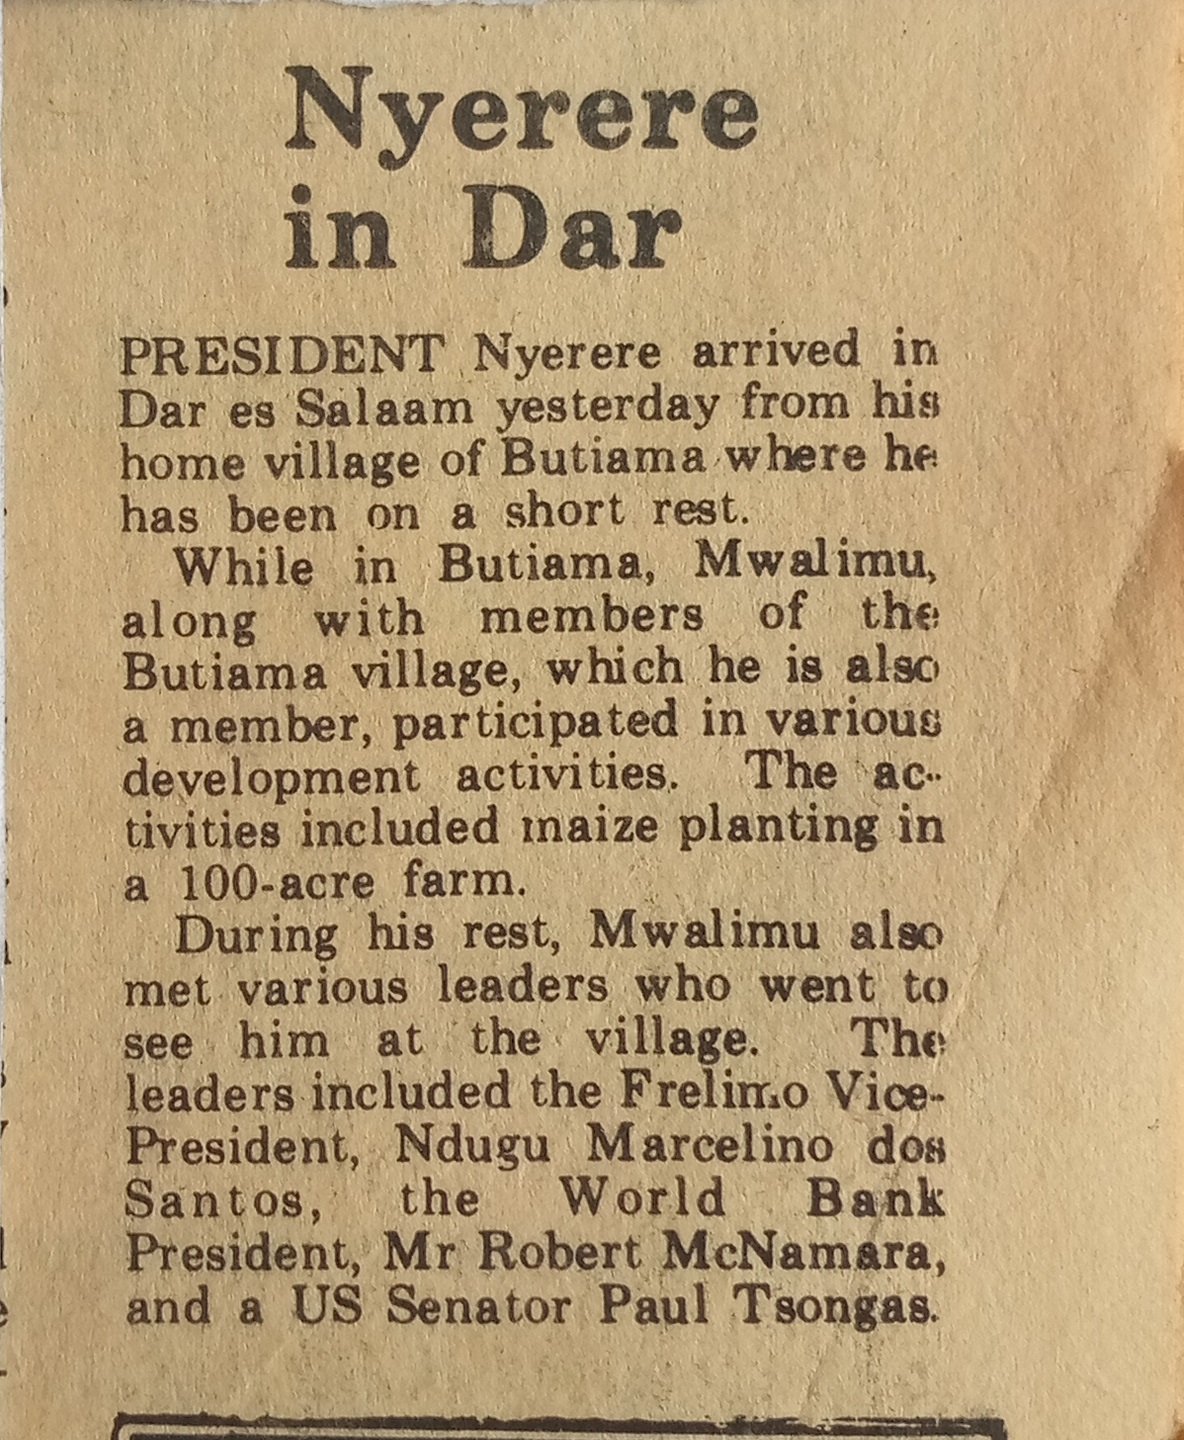 Nyerere
in Dar
PRESIDENT Nyerere arrived in
Dar es Salaam yesterday from his
home village of Butiama where he
has been on a short rest.
While in Butiama, Mwalimu,
along with members of the
Butiama village, which he is also
a member, participated in various
development activities. The ac-
tivities included maize planting in
a 100-acre farm.
During his rest, Mwalimu also
met various leaders who went to
see him at the village. The
leaders included the Frelimo Vice-
President, Ndugu Marcelino dos
Santos, the World Bank
President, Mr Robert McNamara,
and a US Senator Paul Tsongas.